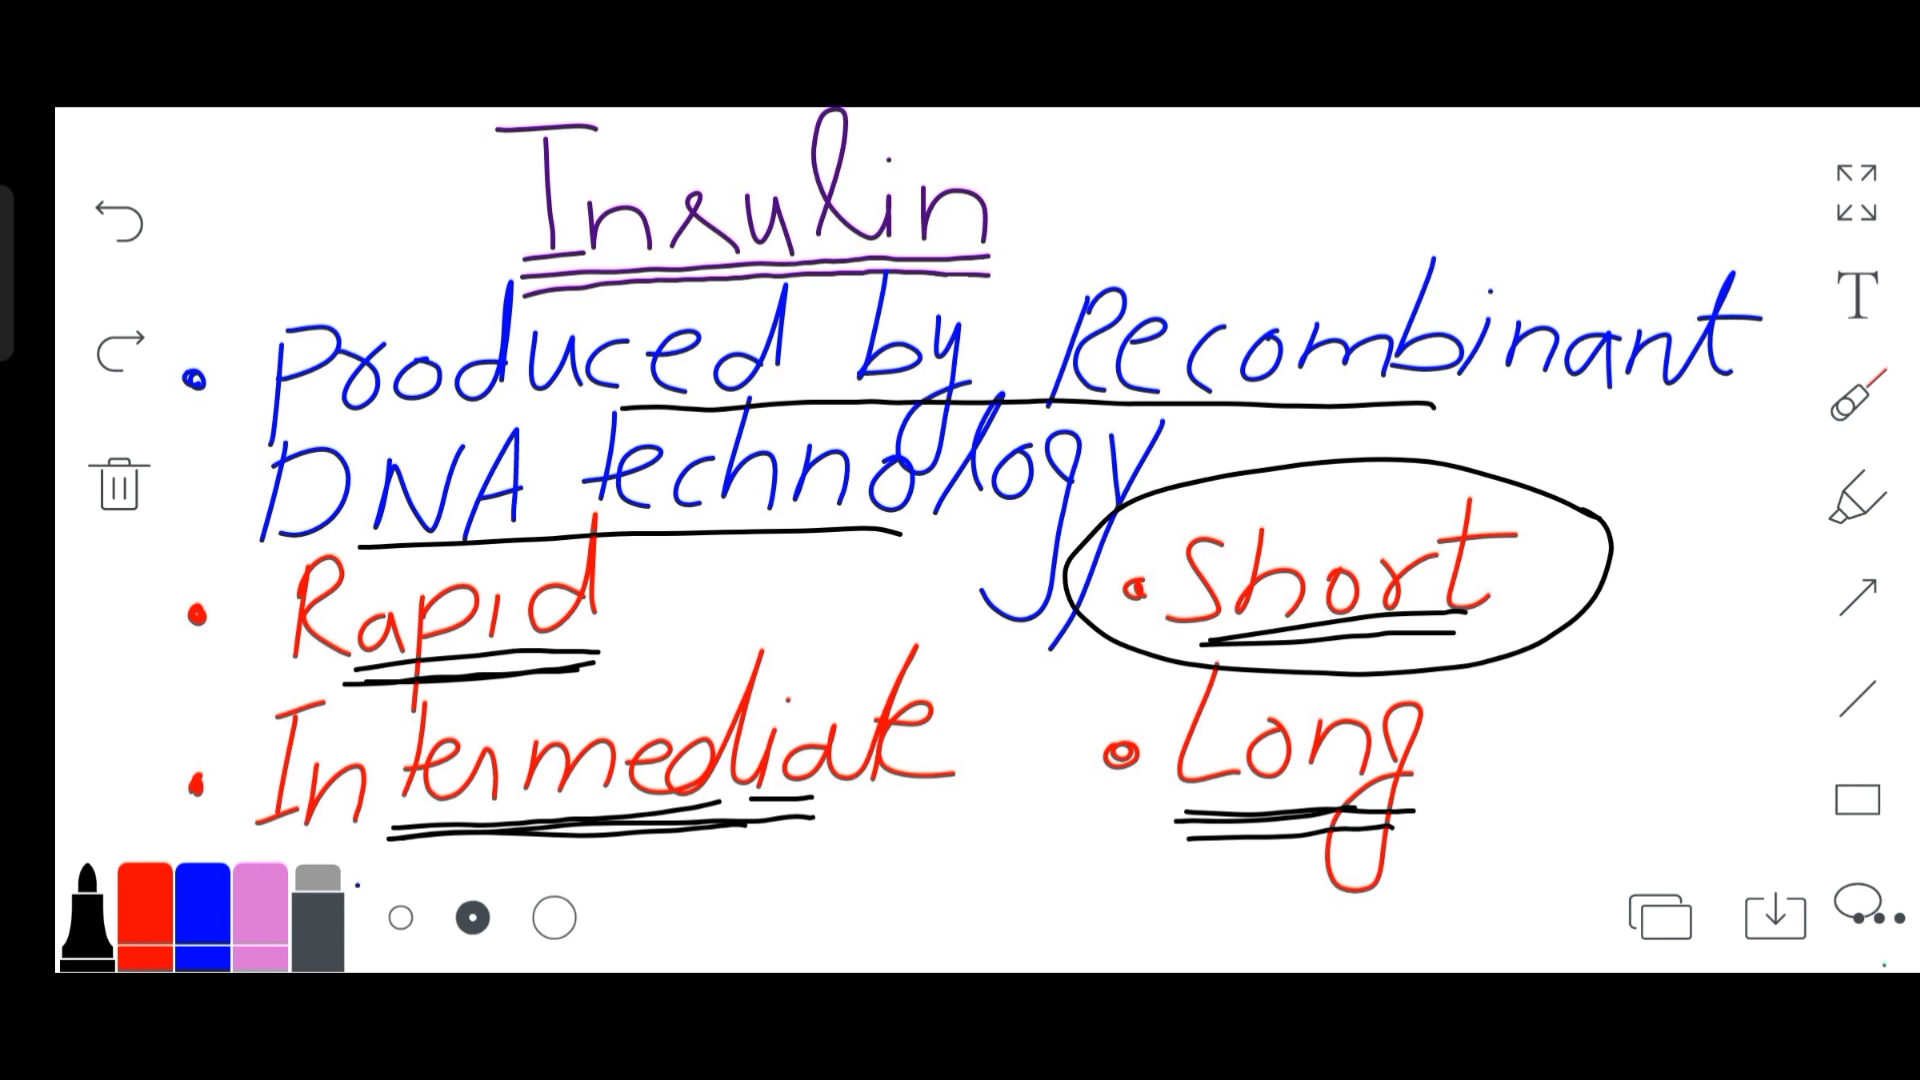 Insulin
• Produced by Recombinant
DNA technology
• Rapid • Short
• Intermediate • Long
T